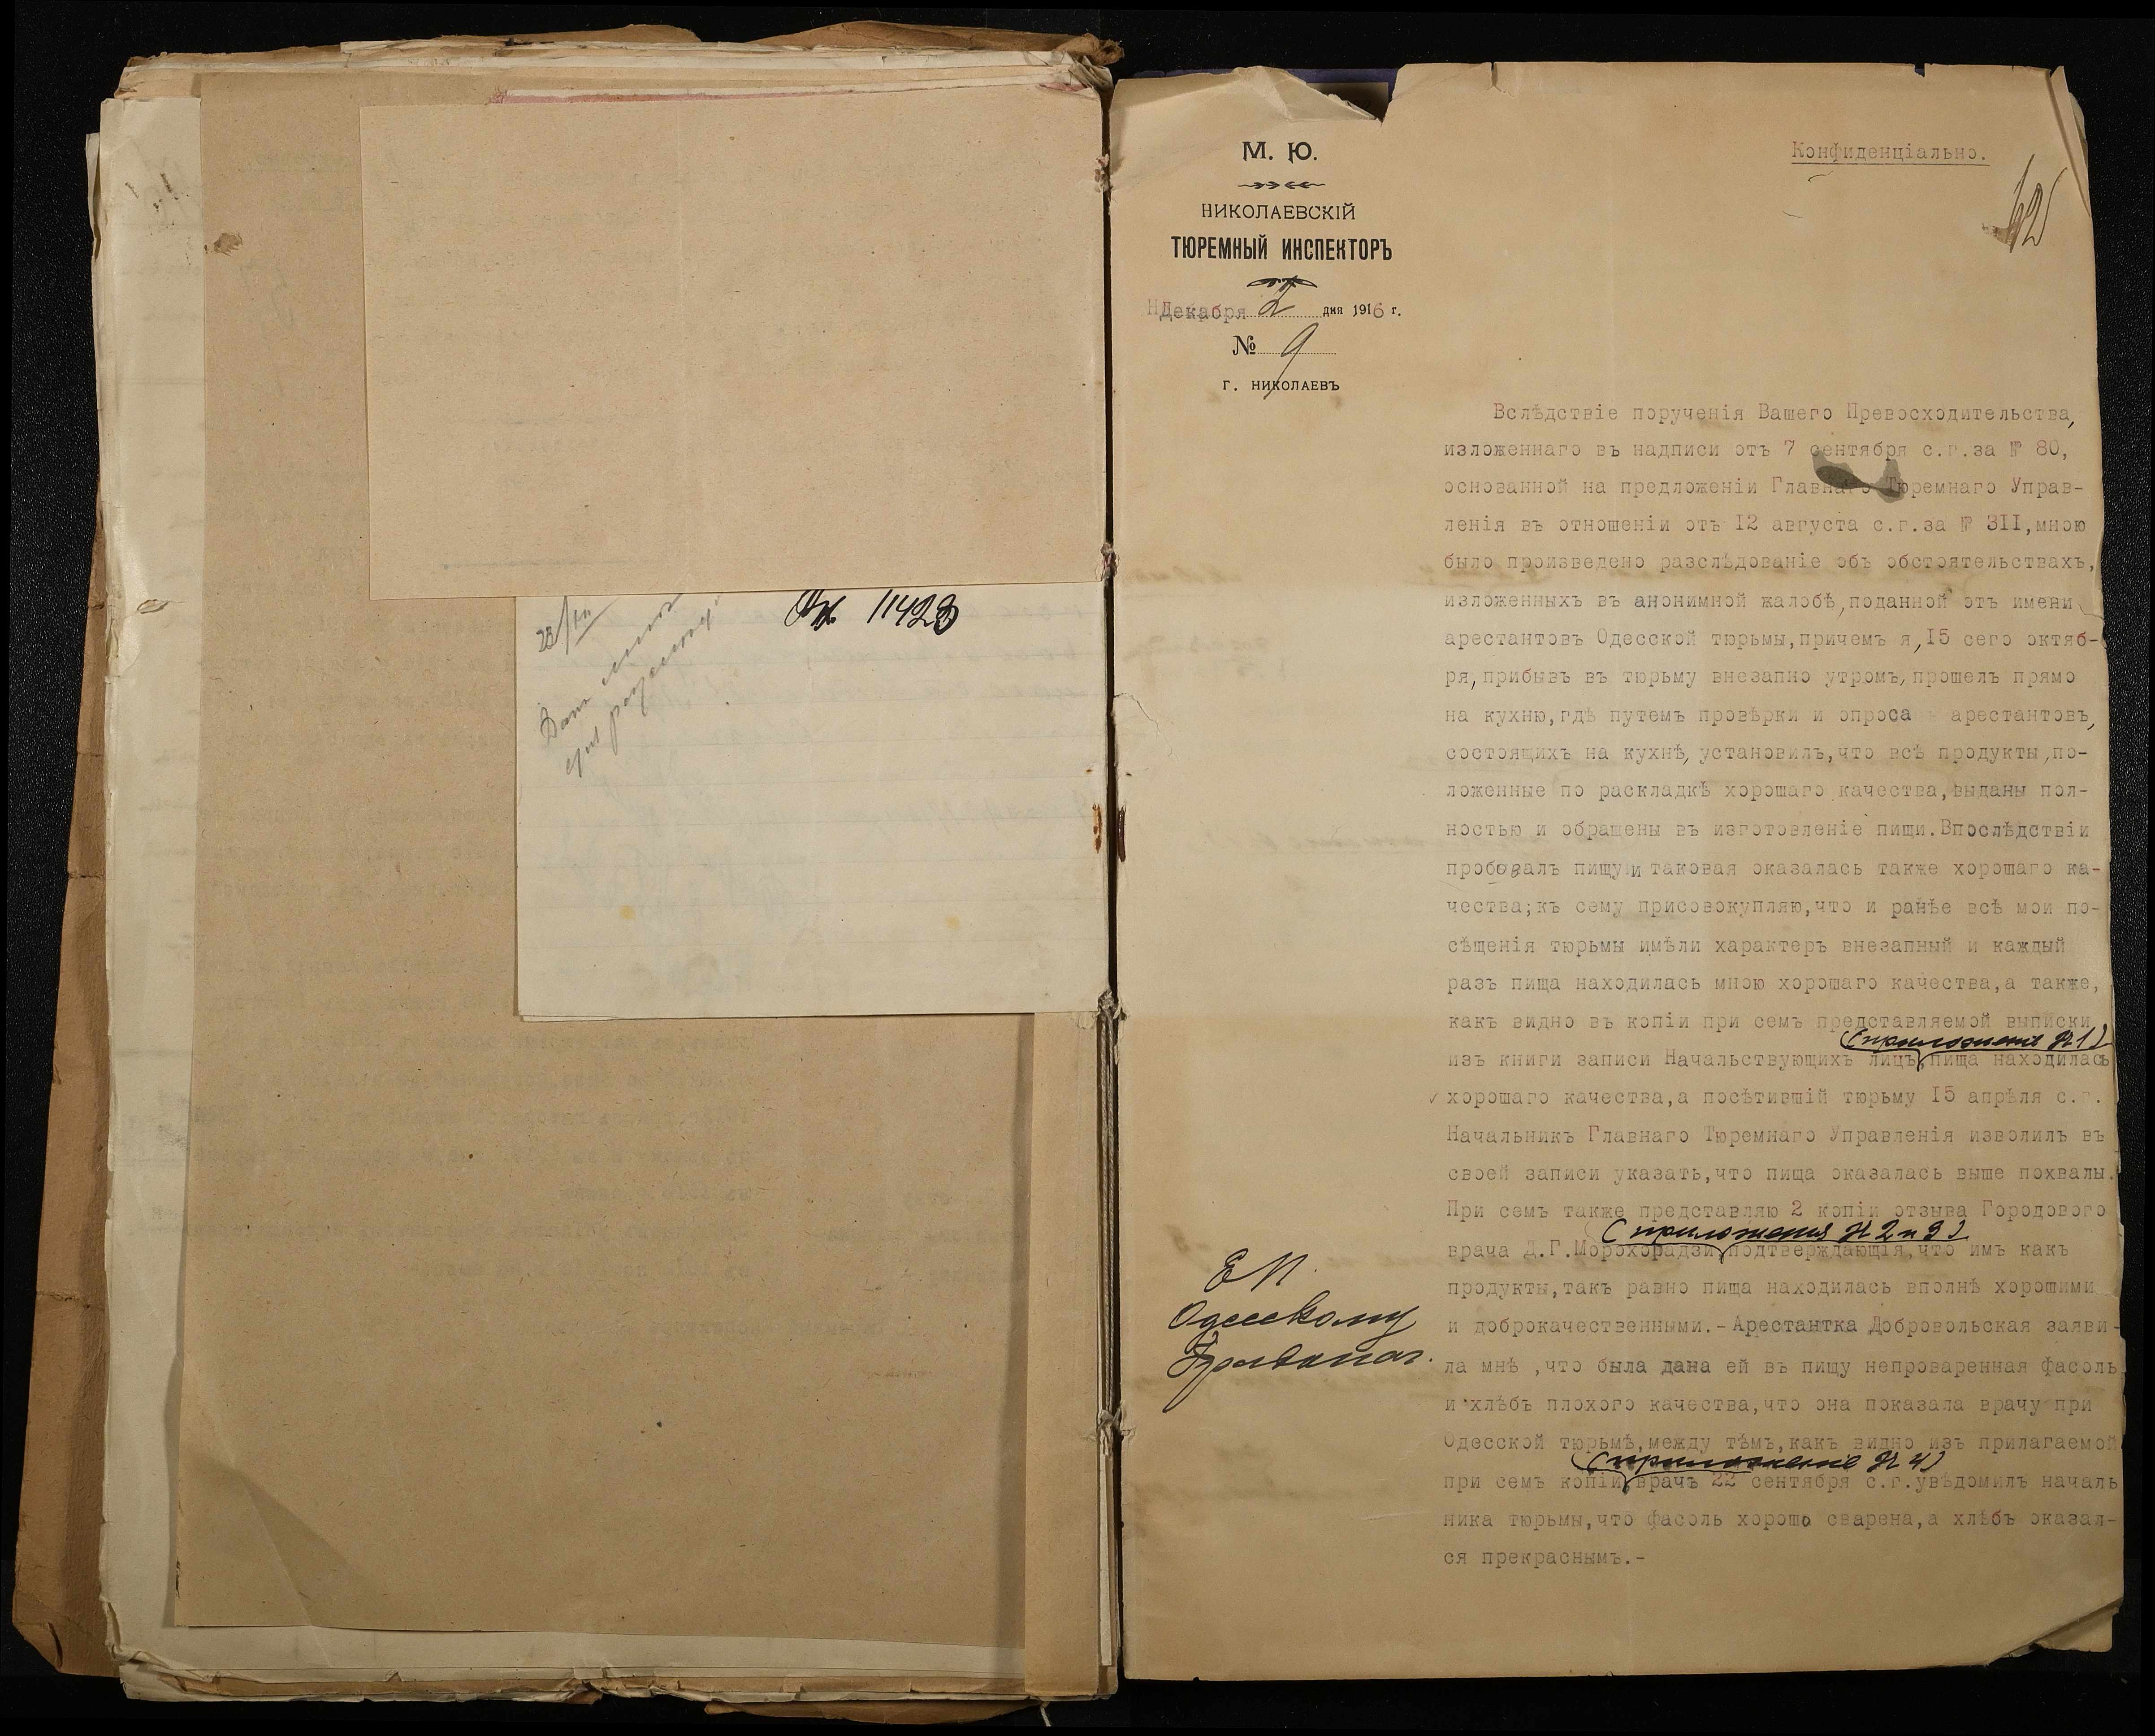 Вх 11423
М. Ю.
НИКОЛАЕВСКІЙ
ТЮРЕМНЫЙ ИНСПЕКТОРЪ
Декабря 2 дня 1916 г.
№ 9
г. НИКОЛАЕВЪ
Конфиденціально.
Вслѣдствіе порученія Вашего Превосходительства,
изложеннаго въ надписи отъ 7 сентября с.г.за № 80,
основанной на предложеніи Главнаго Тюремнаго Управ-
ленія въ отношеніи отъ 12 августа с.г.за № 3II,мною
было произведено разслѣдованіе объ обстоятельствахъ,
изложенныхъ въ анонимной жалобѣ,поданной отъ имени
арестантовъ Одесской тюрьмы,причемъ я,I5 сего октяб-
ря,прибывъ въ тюрьму внезапно утромъ,прошелъ прямо
на кухню,гдѣ путемъ провѣрки и опроса арестантовъ,
состоящихъ на кухнѣ,установилъ,что всѣ продукты,по-
ложенные по раскладкѣ хорошаго качества,выданы пол-
ностью и обращены въ изготовленіе пищи.Впослѣдствіи
пробовалъ пищу и таковая оказалась также хорошаго ка-
чества;къ сему присовокупляю,что и ранѣе всѣ мои по-
сѣщенія тюрьмы имѣли характеръ внезапный и каждый
разъ пища находилась мною хорошаго качества,а также,
какъ видно въ копіи при семъ представляемой выписки
(приложеніе № 1)
изъ книги записи Начальствующихъ лицъ,пища находилась
хорошаго качества,а посѣтившій тюрьму I5 апрѣля с.г.
Начальникъ Главнаго Тюремнаго Управленія изволилъ въ
своей записи указать,что пища оказалась выше похвалы.
При семъ также представляю 2 копіи отзыва Городового
(приложенія № 2 и 3)
врача Д.Г.Морохорадзи,подтверждающія,что имъ какъ
продукты,такъ равно пища находилась вполнѣ хорошими
и доброкачественными.-Арестантка Добровольская заяви-
ла мнѣ ,что была дана ей въ пищу непроваренная фасоль
и хлѣбъ плохого качества,что она показала врачу при
Одесской тюрьмѣ,между тѣмъ,какъ видно изъ прилагаемой
(приложеніе № 4)
при семъ копіи,врачъ 22 сентября с.г.увѣдомилъ началь
ника тюрьмы,что фасоль хорошо сварена,а хлѣбъ оказал-
ся прекраснымъ.-
Е П.
Одесскому
Градонач.